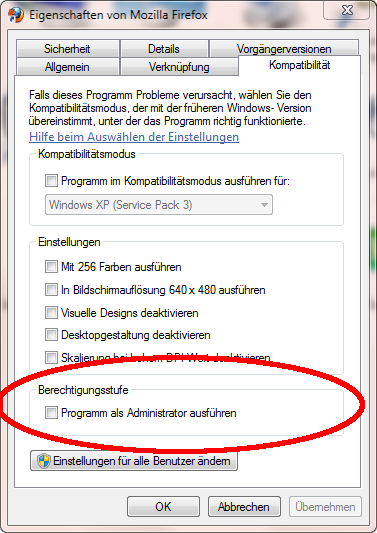 Eigenschaften von Mozilla Firefox
Sicherheit
Details
Vorgängerversionen
Allgemein
Verknüpfung
Kompatibilität
Falls dieses Programm Probleme verursacht, wählen Sie den
Kompatibilitätsmodus, der mit der früheren Windows- Version
übereinstimmt, unter der das Programm richtig funktionierte.
Hilfe beim Auswählen der Einstellungen
Kompatibilitätsmodus
Programm im Kompatibilitätsmodus ausführen für:
Windows XP (Service Pack 3)
Einstellungen
Mit 256 Farben ausführen
In Bildschirmauflösung 640 x 480 ausführen
Visuelle Designs deaktivieren
Desktopgestaltung deaktivieren
Skalierung bei hohem DPI-Wert deaktivieren
Berechtigungsstufe
Programm als Administrator ausführen
Einstellungen für alle Benutzer ändern
OK
Abbrechen
Übernehmen